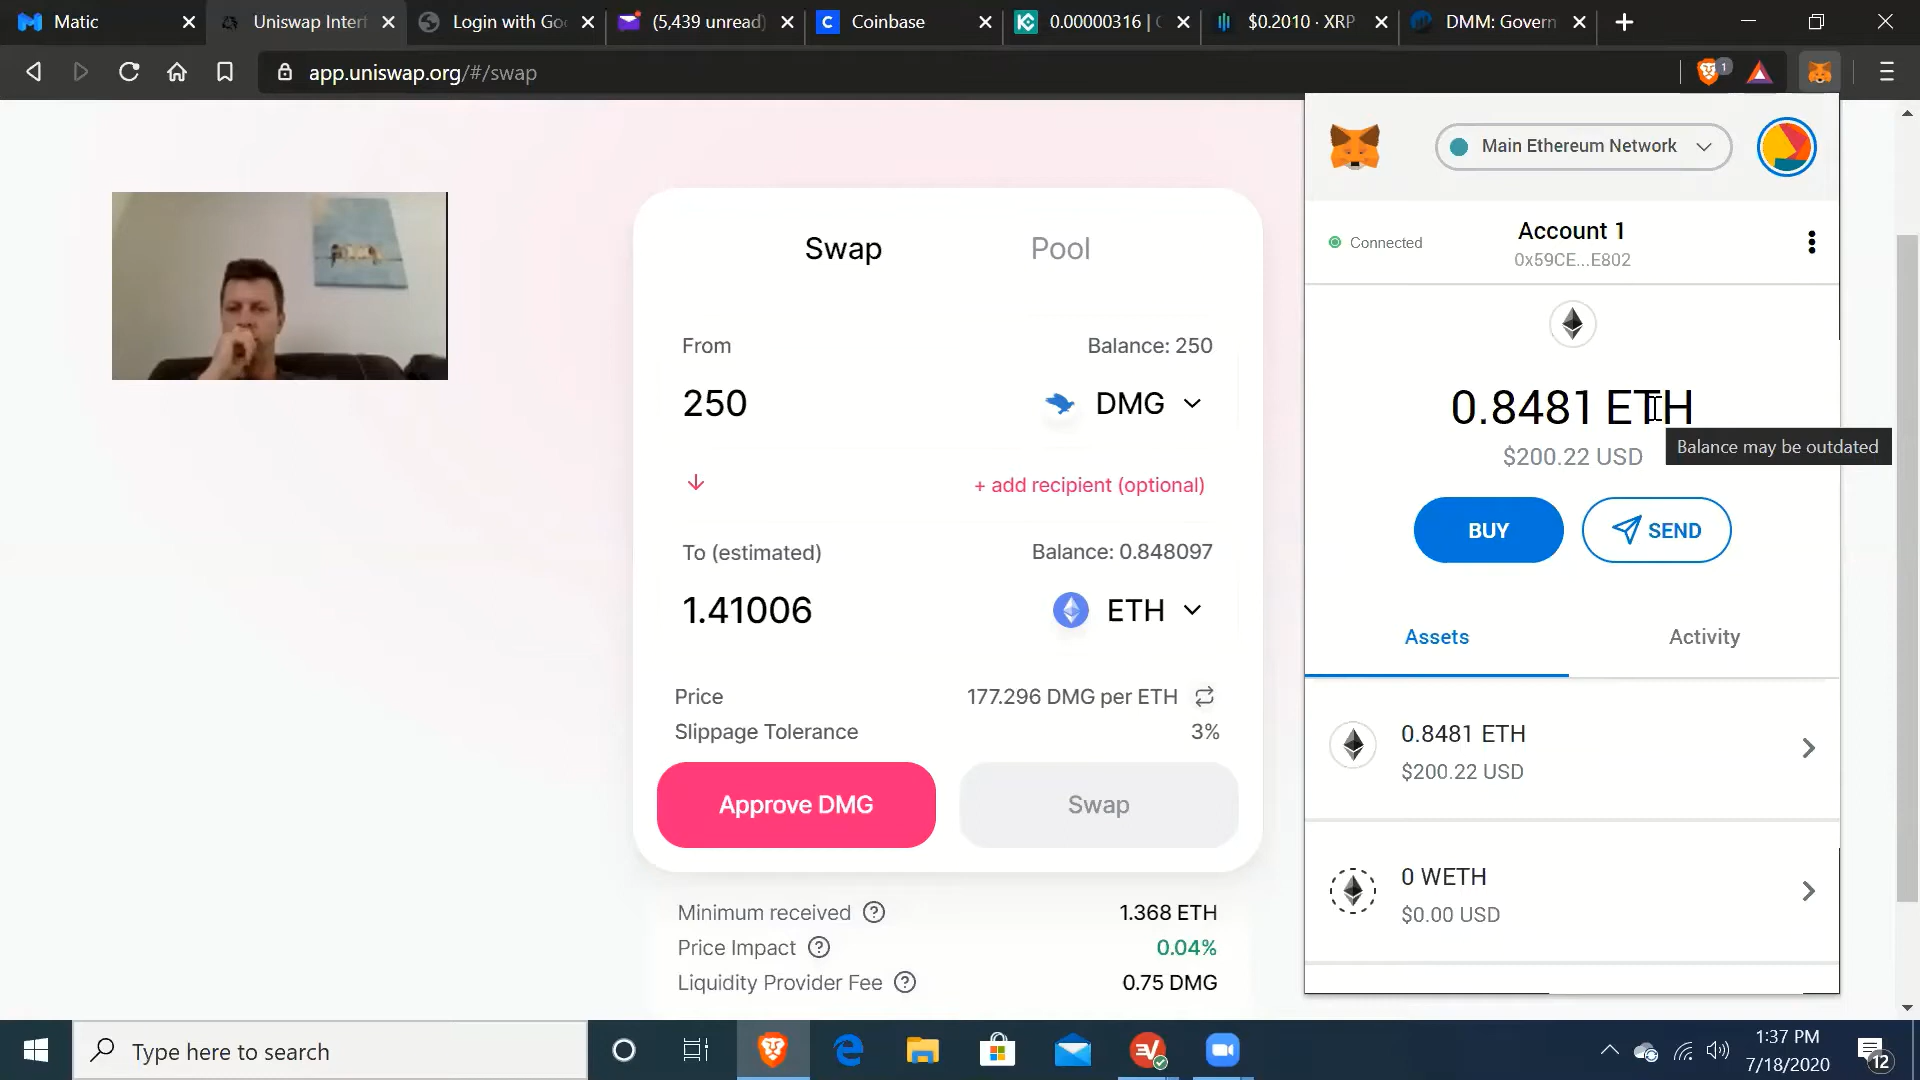 Matic
Uniswap Interf
Login with Goo
(5,439 unread)
Coinbase
0.00000316 |
$0.2010 · XRP
DMM: Govern
app.uniswap.org/#/swap
1
Swap
Pool
From
Balance: 250
250
DMG
+ add recipient (optional)
To (estimated)
Balance: 0.848097
1.41006
ETH
Price
177.296 DMG per ETH
Slippage Tolerance
3%
Approve DMG
Swap
Minimum received
1.368 ETH
Price Impact
0.04%
Liquidity Provider Fee
0.75 DMG
Main Ethereum Network
Connected
Account 1
0x59CE...E802
0.8481 ETH
Balance may be outdated
$200.22 USD
BUY
SEND
Assets
Activity
0.8481 ETH
$200.22 USD
0 WETH
$0.00 USD
Type here to search
1:37 PM
7/18/2020
12